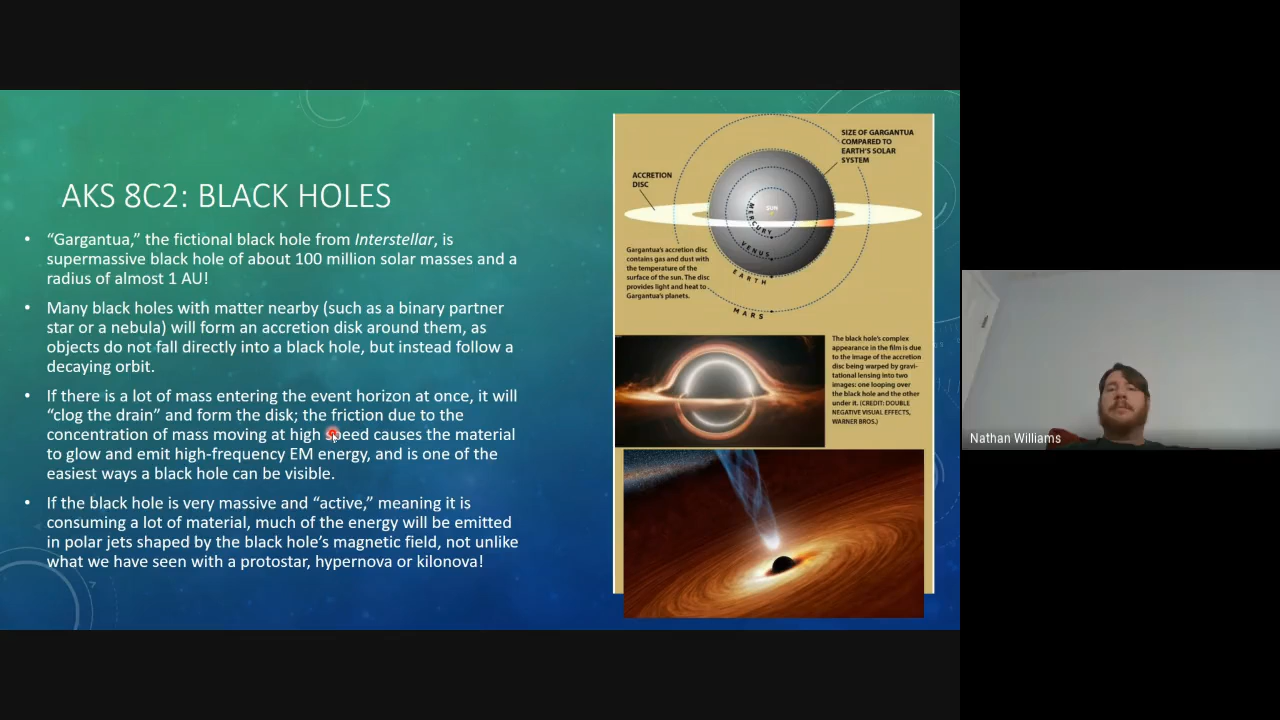 AKS 8C2: BLACK HOLES
• “Gargantua,” the fictional black hole from Interstellar, is
supermassive black hole of about 100 million solar masses and a
radius of almost 1 AU!
• Many black holes with matter nearby (such as a binary partner
star or a nebula) will form an accretion disk around them, as
objects do not fall directly into a black hole, but instead follow a
decaying orbit.
• If there is a lot of mass entering the event horizon at once, it will
“clog the drain” and form the disk; the friction due to the
concentration of mass moving at high speed causes the material
to glow and emit high-frequency EM energy, and is one of the
easiest ways a black hole can be visible.
• If the black hole is very massive and “active,” meaning it is
consuming a lot of material, much of the energy will be emitted
in polar jets shaped by the black hole’s magnetic field, not unlike
what we have seen with a protostar, hypernova or kilonova!
SIZE OF GARGANTUA
COMPARED TO
EARTH'S SOLAR
SYSTEM
ACCRETION
DISC
SUN
MERCURY
VENUS
EARTH
MARS
Gargantua's accretion disc
contains gas and dust with
the temperature of the
surface of the sun. The disc
provides light and heat to
Gargantua's planets.
The black hole's complex
appearance in the film is due
to the image of the accretion
disc being warped by gravi-
tational lensing into two
images: one looping over
the black hole and the other
under it. (CREDIT: DOUBLE
NEGATIVE VISUAL EFFECTS,
WARNER BROS.)
Nathan Williams